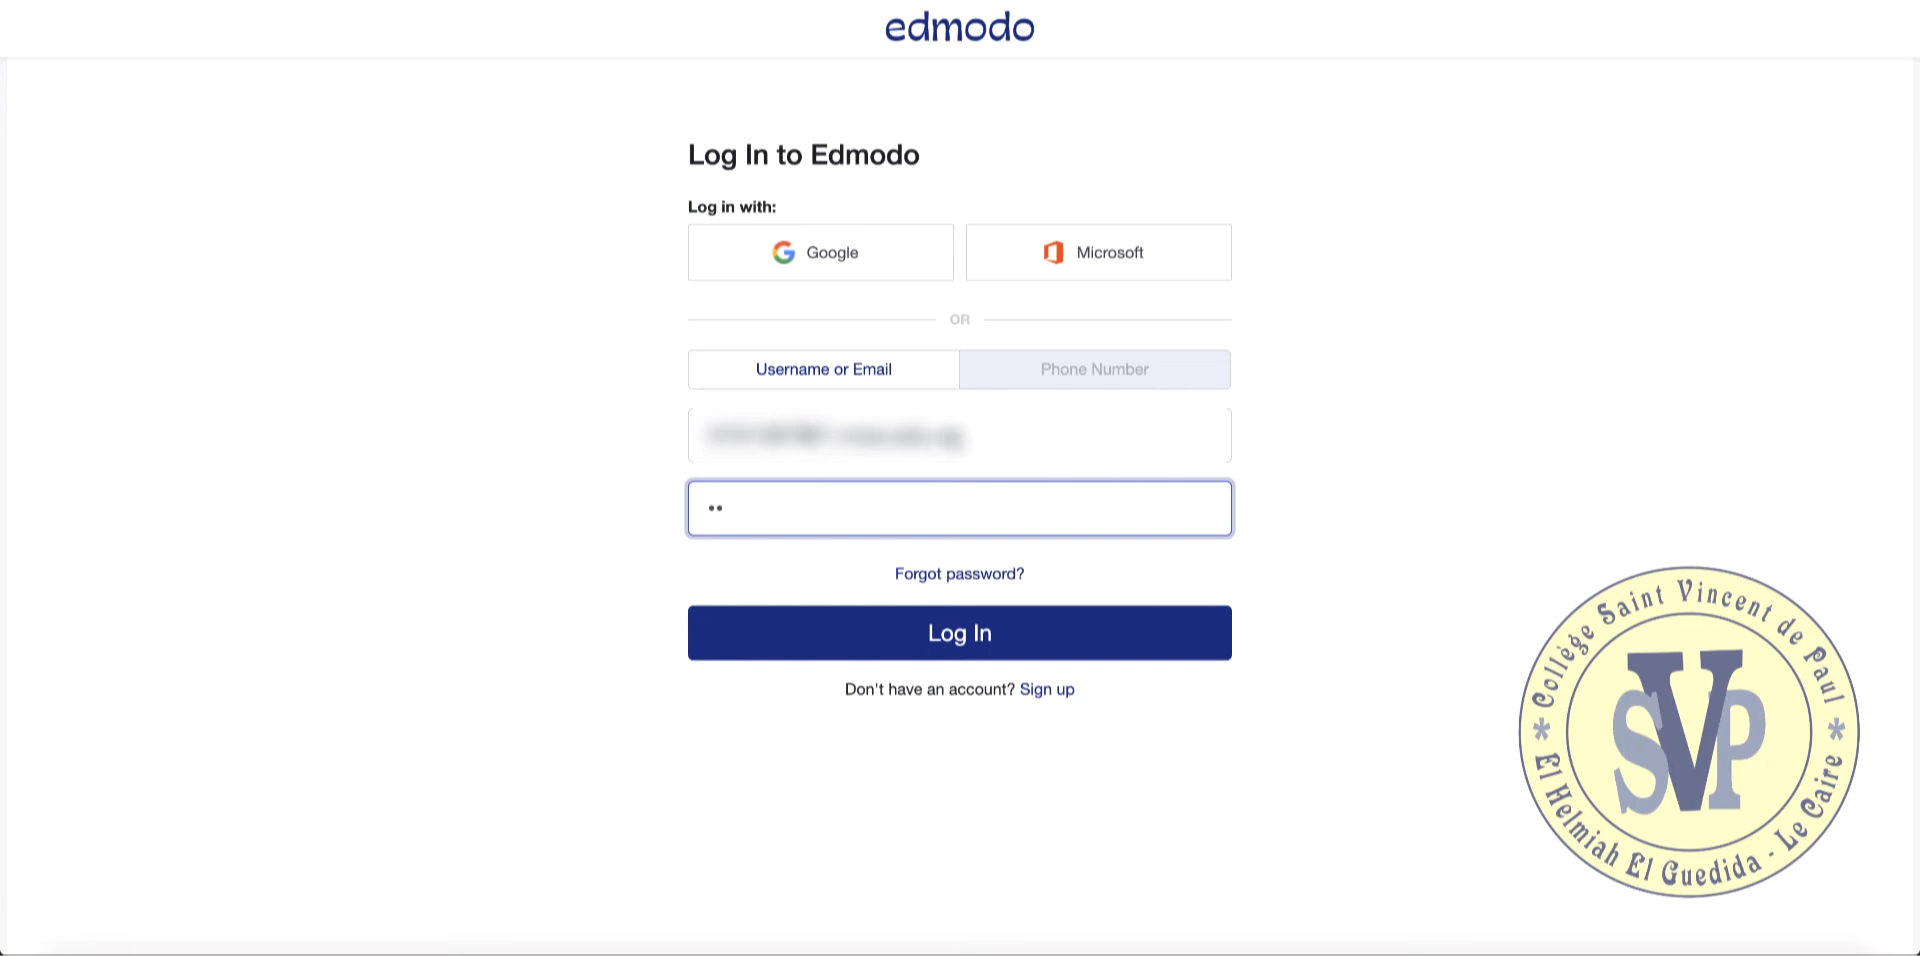 edmodo
Log In to Edmodo
Log in with:
Google
Microsoft
OR
Username or Email
Phone Number
••
Forgot password?
Log In
Don't have an account? Sign up
* Collège Saint Vincent de Paul *
El Helmiah El Guedida - Le Caire
SVP